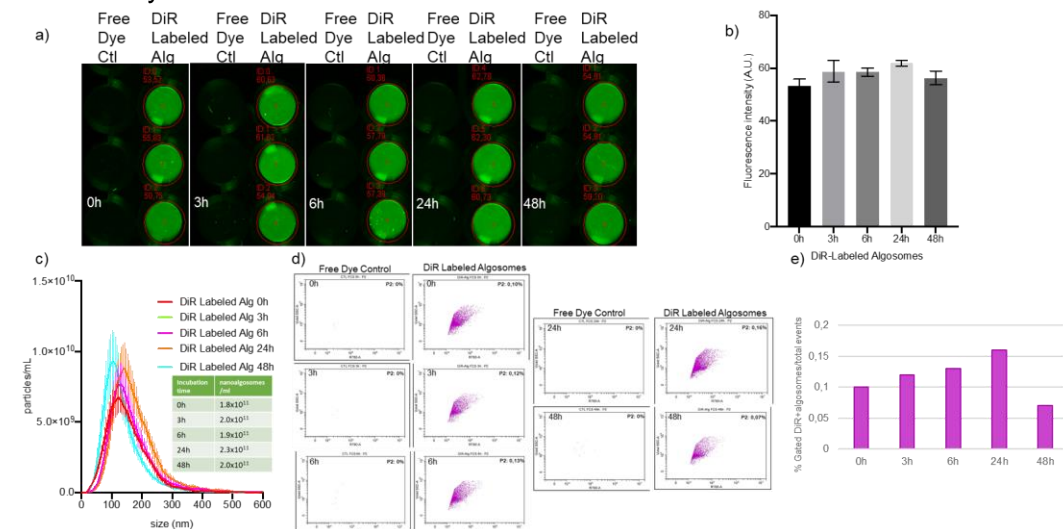 Free Dye Ctl DiR Labeled Alg Free Dye Ctl DiR Labeled Alg Free Dye Ctl DiR Labeled Alg Free Dye Ctl DiR Labeled Alg Free Dye Ctl DiR Labeled Alg
a)
0h
3h
6h
24h
48h
b)
80
60
40
20
0
Fluorescence intensity (A.U.)
0h 3h 6h 24h 48h
DiR-Labeled Algosomes
c)
1.5×10¹⁰
1.0×10¹⁰
5.0×10⁹
0.0
particles/mL
DiR Labeled Alg 0h
DiR Labeled Alg 3h
DiR Labeled Alg 6h
DiR Labeled Alg 24h
DiR Labeled Alg 48h
Incubation time nanoalgosomes /ml
0h 1.8x10¹¹
3h 2.0x10¹¹
6h 1.9x10¹¹
24h 2.3x10¹¹
48h 2.0x10¹¹
0 100 200 300 400 500 600
size (nm)
d)
Free Dye Control DiR Labeled Algosomes
0h P2: 0% 0h P2: 0,10%
3h P2: 0% 3h P2: 0,12%
6h P2: 0% 6h P2: 0,13%
Free Dye Control DiR Labeled Algosomes
24h P2: 0% 24h P2: 0,16%
48h P2: 0% 48h P2: 0,07%
e)
% Gated DiR+algosomes/total events
0,2
0,15
0,1
0,05
0
0h 3h 6h 24h 48h